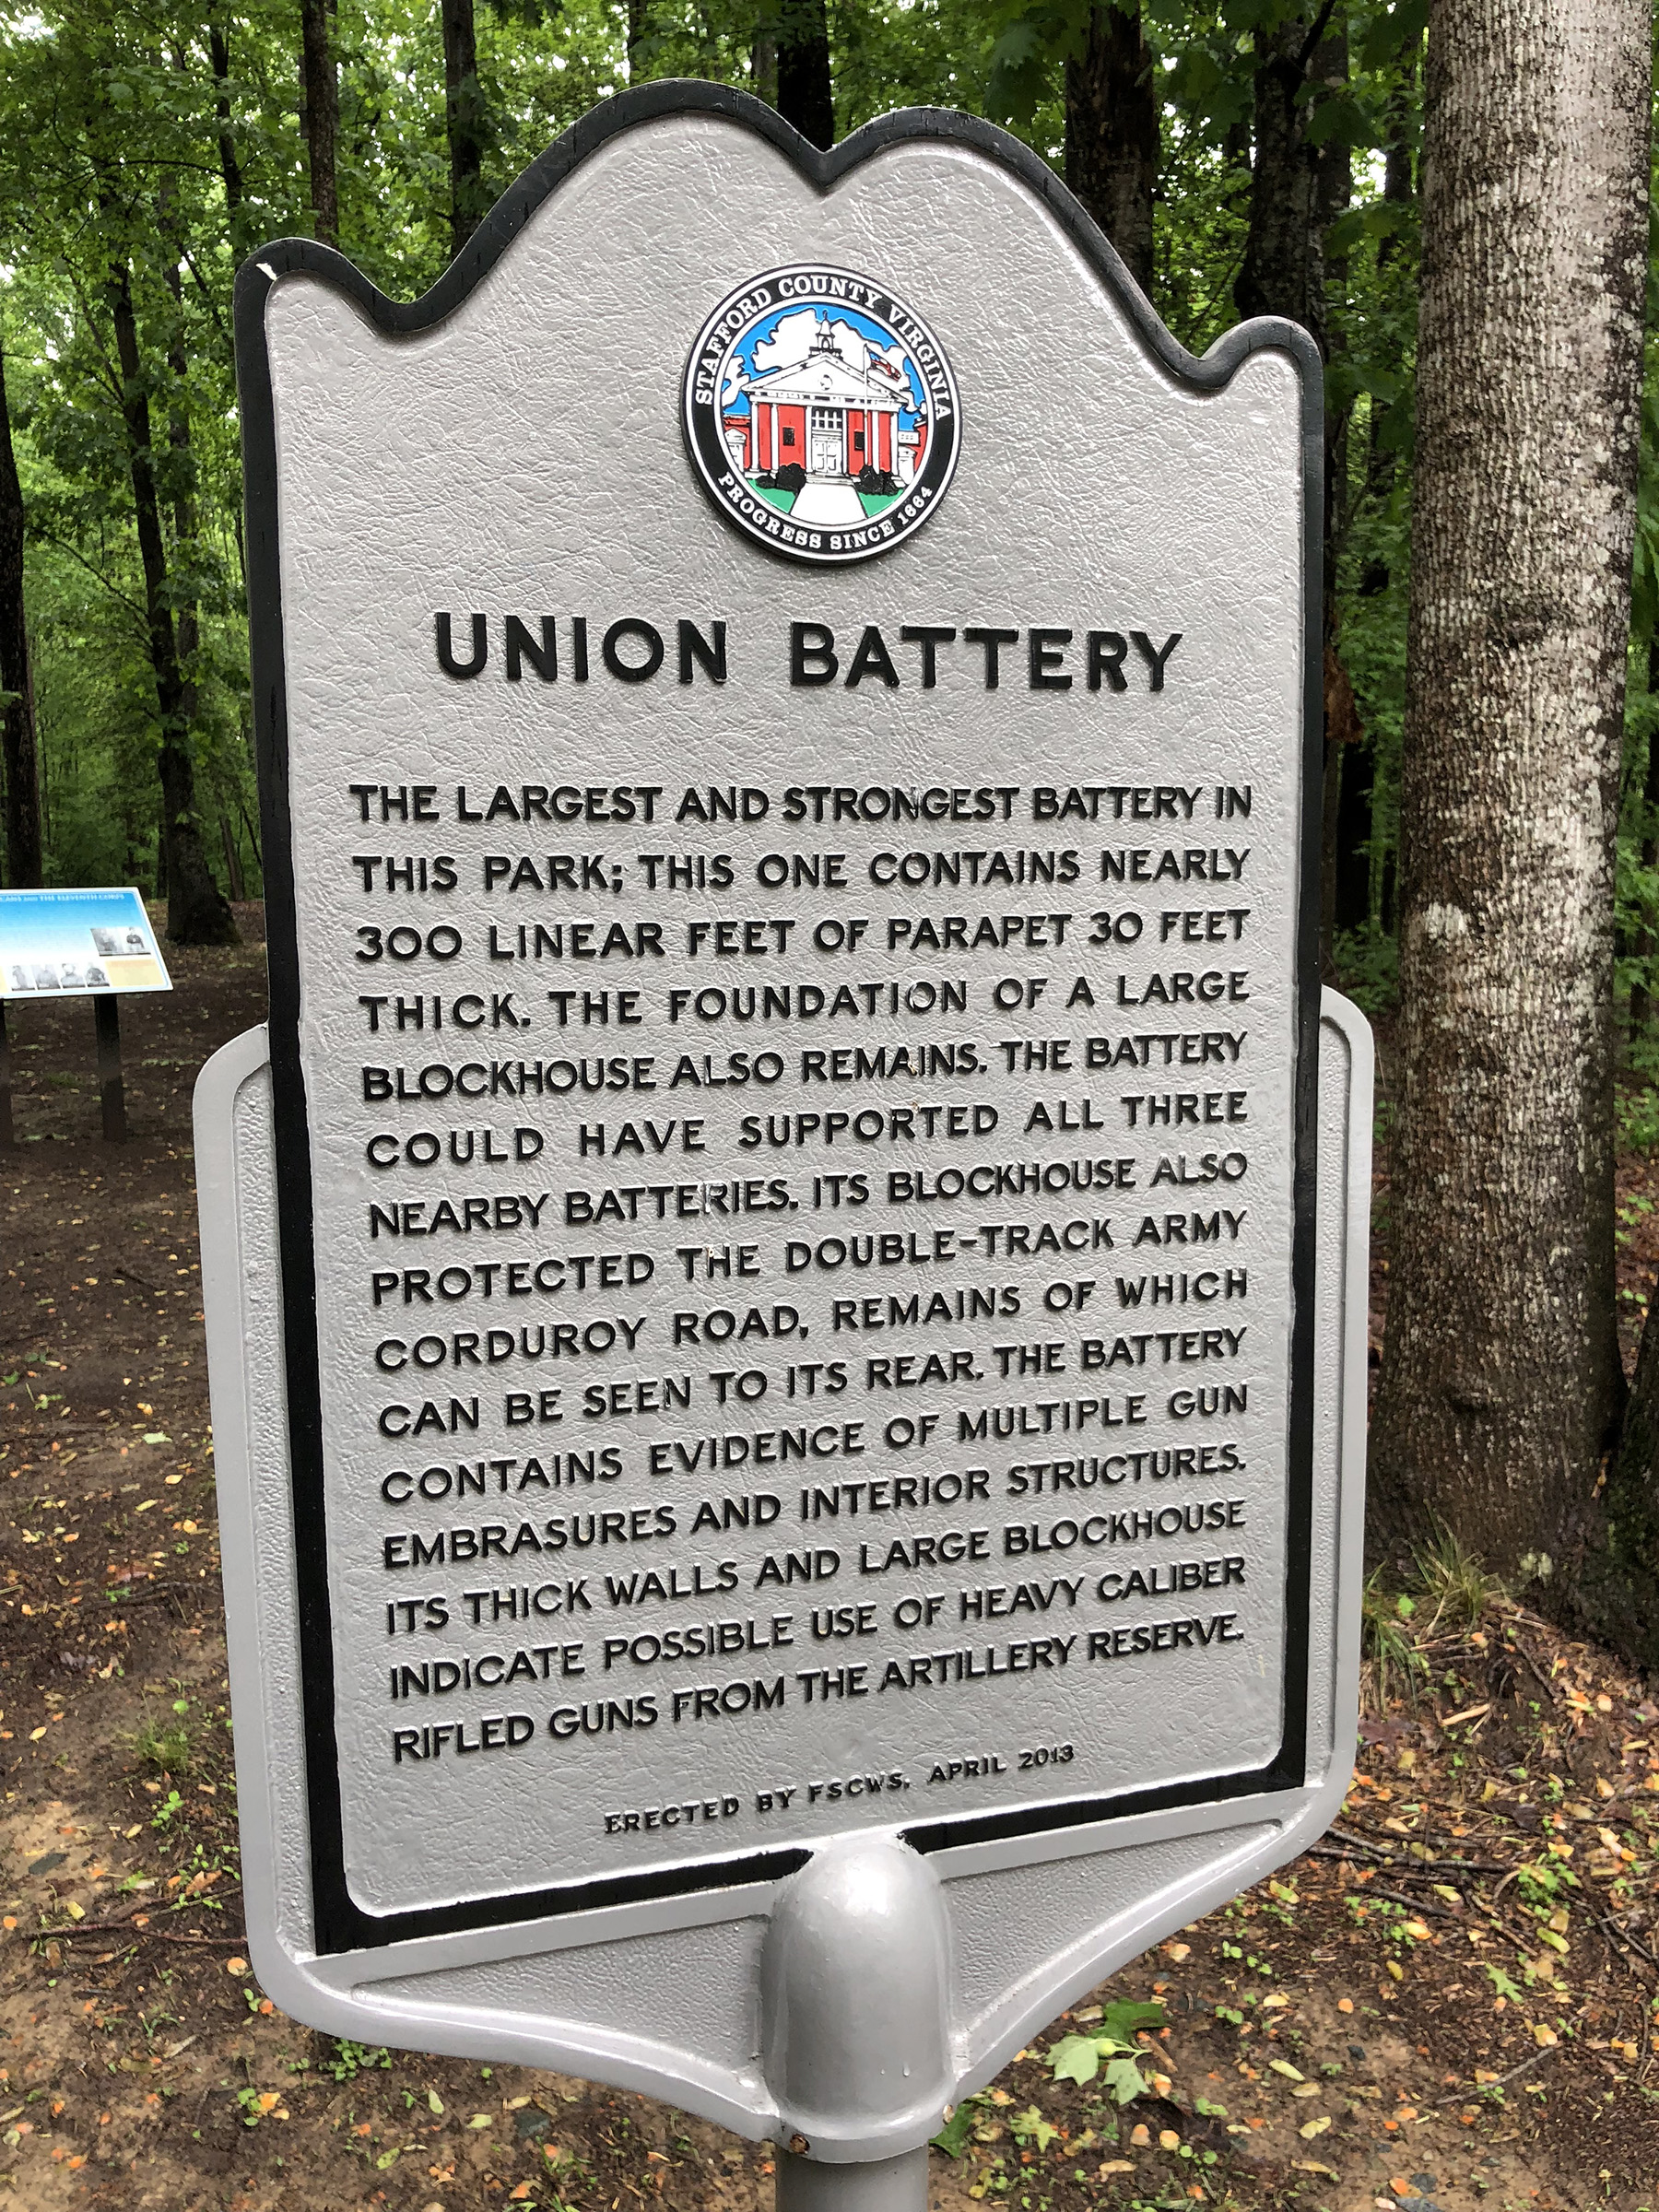 STAFFORD COUNTY VIRGINIA
PROGRESS SINCE 1664
UNION BATTERY
THE LARGEST AND STRONGEST BATTERY IN
THIS PARK; THIS ONE CONTAINS NEARLY
300 LINEAR FEET OF PARAPET 30 FEET
THICK. THE FOUNDATION OF A LARGE
BLOCKHOUSE ALSO REMAINS. THE BATTERY
COULD HAVE SUPPORTED ALL THREE
NEARBY BATTERIES. ITS BLOCKHOUSE ALSO
PROTECTED THE DOUBLE-TRACK ARMY
CORDUROY ROAD, REMAINS OF WHICH
CAN BE SEEN TO ITS REAR. THE BATTERY
CONTAINS EVIDENCE OF MULTIPLE GUN
EMBRASURES AND INTERIOR STRUCTURES.
ITS THICK WALLS AND LARGE BLOCKHOUSE
INDICATE POSSIBLE USE OF HEAVY CALIBER
RIFLED GUNS FROM THE ARTILLERY RESERVE.
ERECTED BY FSCWS, APRIL 2013
AND THE ELEVENTH CORPS